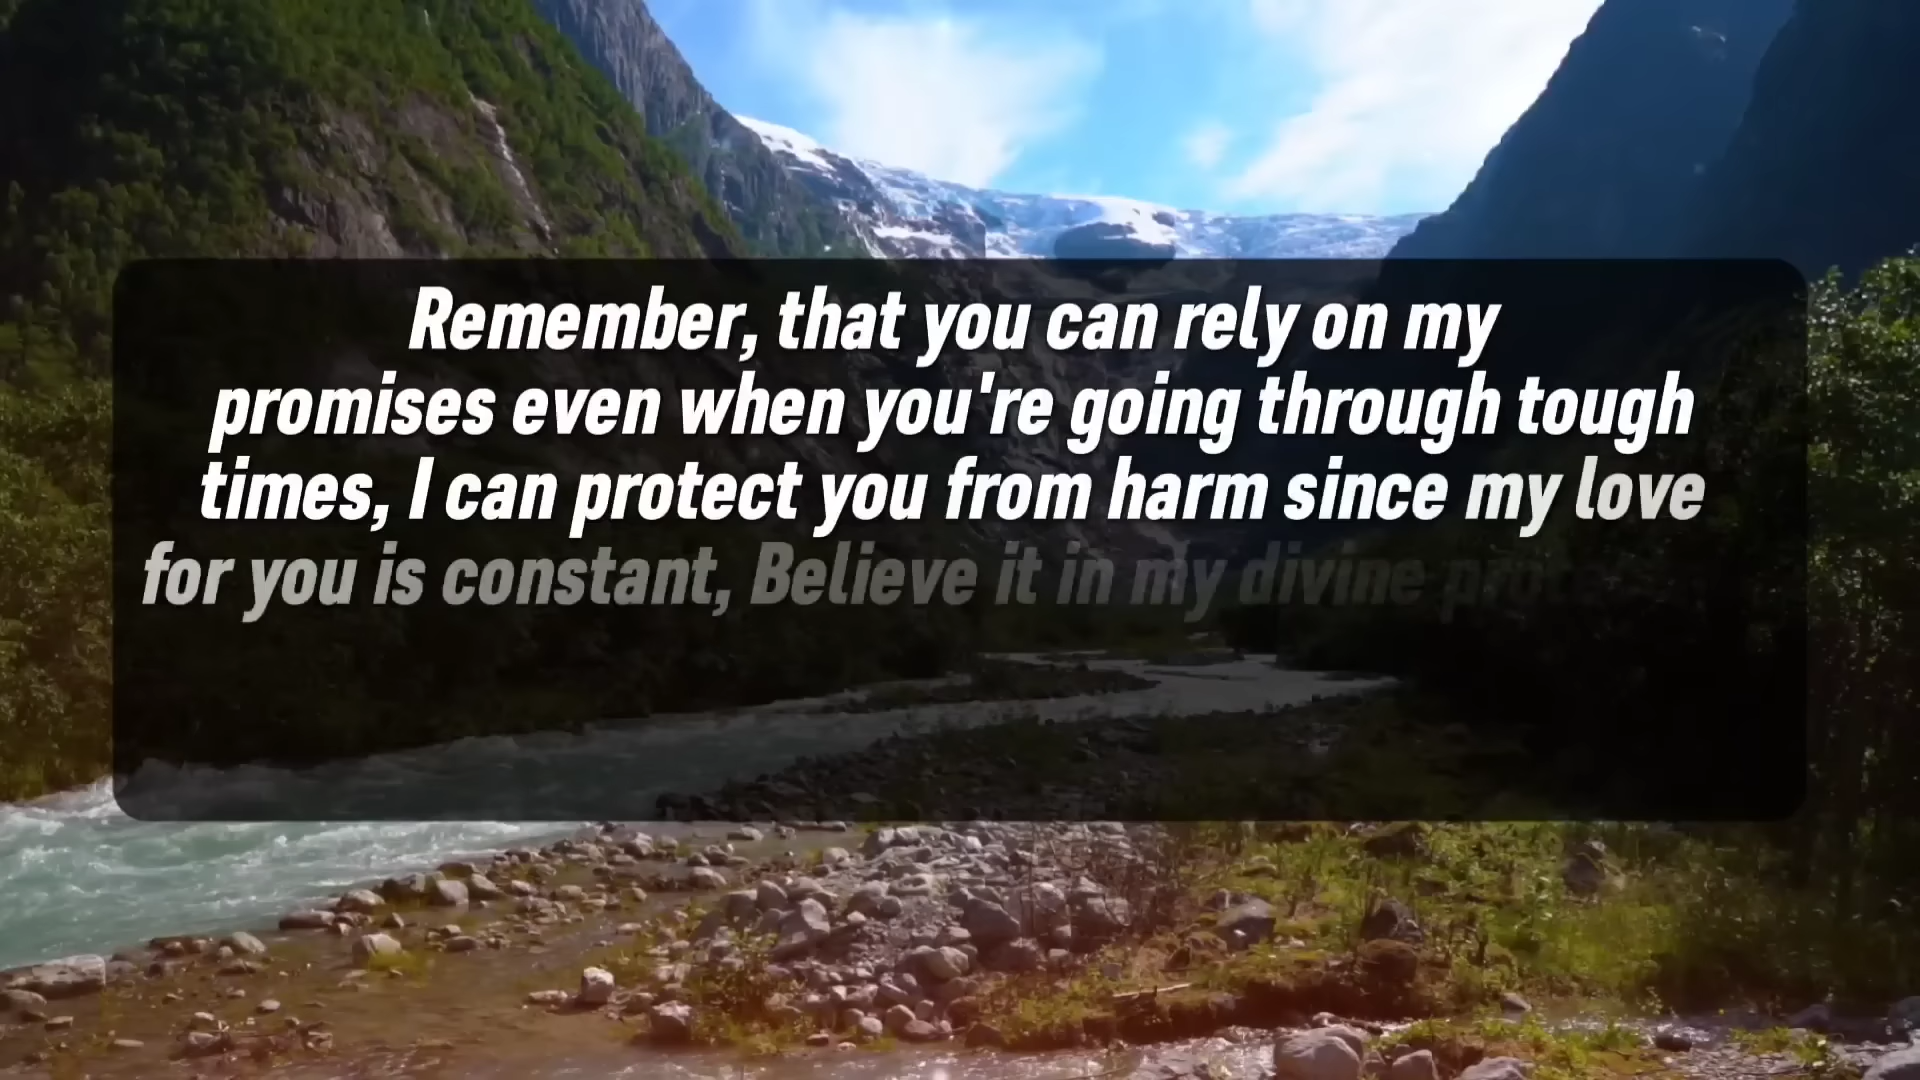 Remember, that you can rely on my
promises even when you're going through tough
times, I can protect you from harm since my love
for you is constant, Believe it in my divine